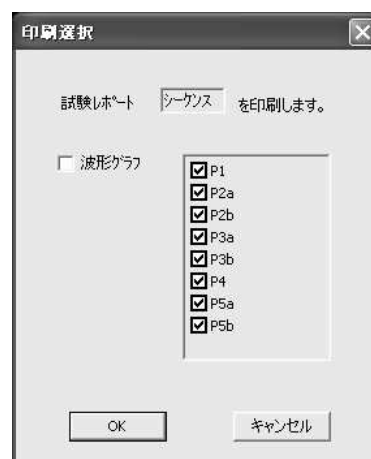 印刷選択
試験ﾚﾎﾟｰﾄ ｼｰｹﾝｽ を印刷します。
波形ｸﾞﾗﾌ
P1
P2a
P2b
P3a
P3b
P4
P5a
P5b
OK キャンセル